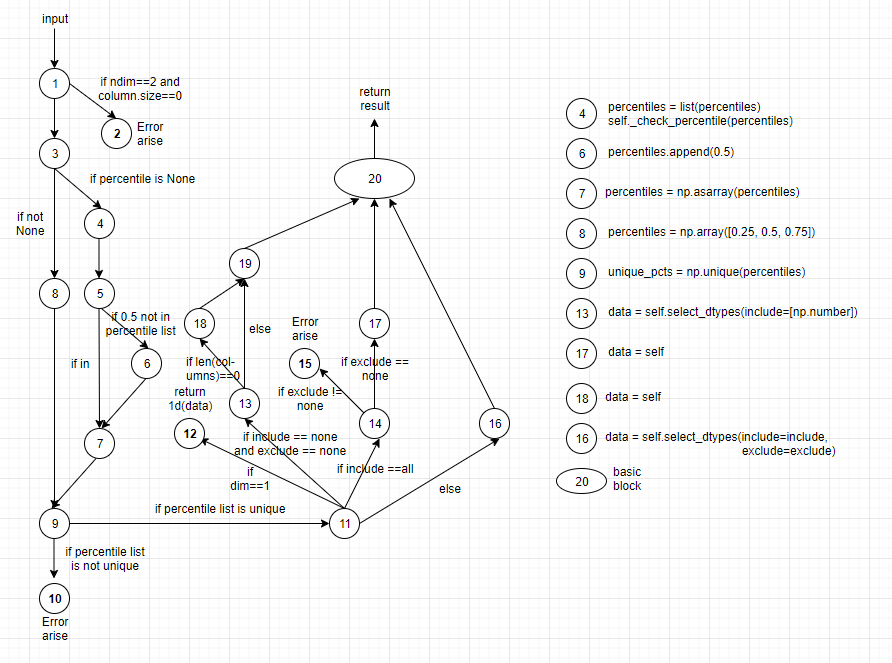 input
1
if ndim==2 and
column.size==0
2
Error
arise
3
if percentile is None
if not
None
4
8
5
if 0.5 not in
percentile list
if in
6
7
9
if percentile list is unique
11
if percentile list
is not unique
10
Error
arise
return
result
20
19
18
else
Error
arise
17
15
if len(col-
umns)==0
if exclude ==
none
return
1d(data)
13
if exclude !=
none
12
14
16
if include == none
and exclude == none
if
dim==1
if include ==all
else
4
percentiles = list(percentiles)
self._check_percentile(percentiles)
6
percentiles.append(0.5)
7
percentiles = np.asarray(percentiles)
8
percentiles = np.array([0.25, 0.5, 0.75])
9
unique_pcts = np.unique(percentiles)
13
data = self.select_dtypes(include=[np.number])
17
data = self
18
data = self
16
data = self.select_dtypes(include=include,
exclude=exclude)
20
basic
block